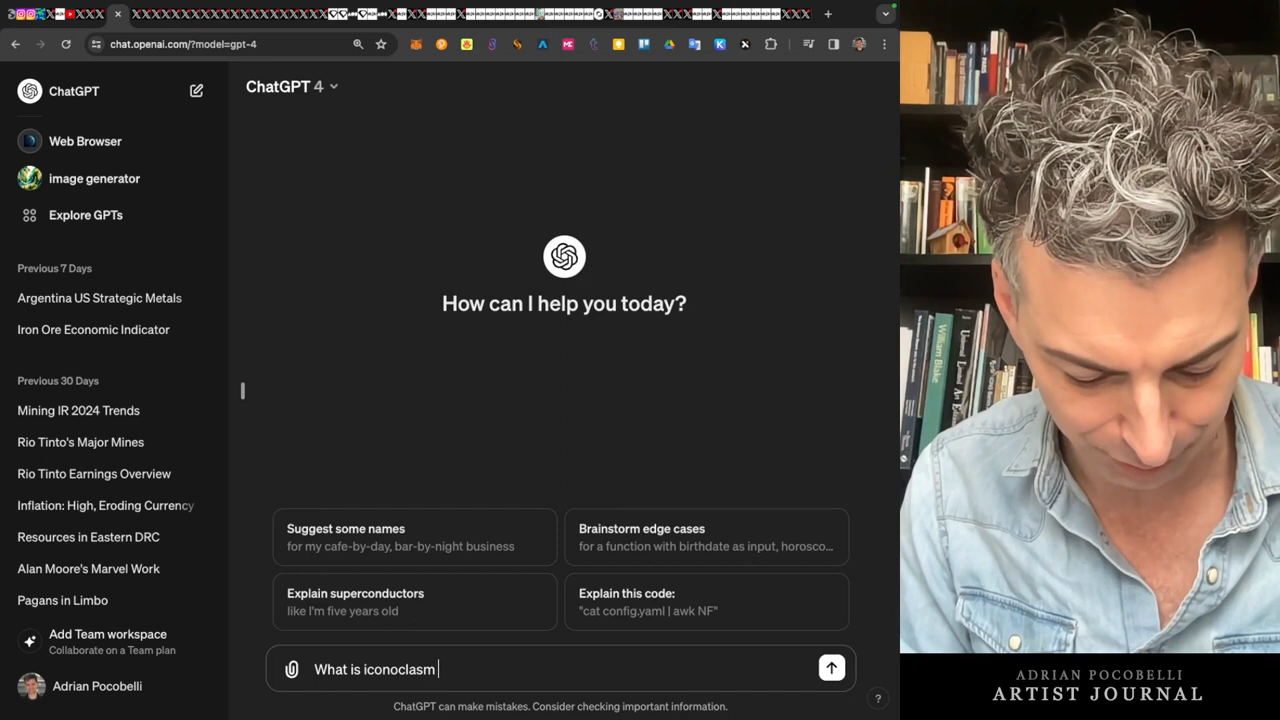 chat.openai.com/?model=gpt-4
ChatGPT
ChatGPT 4
Web Browser
image generator
Explore GPTs
Previous 7 Days
Argentina US Strategic Metals
Iron Ore Economic Indicator
Previous 30 Days
Mining IR 2024 Trends
Rio Tinto's Major Mines
Rio Tinto Earnings Overview
Inflation: High, Eroding Currency
Resources in Eastern DRC
Alan Moore's Marvel Work
Pagans in Limbo
Add Team workspace
Collaborate on a Team plan
Adrian Pocobelli
How can I help you today?
Suggest some names
for my cafe-by-day, bar-by-night business
Brainstorm edge cases
for a function with birthdate as input, horosco...
Explain superconductors
like I'm five years old
Explain this code:
"cat config.yaml | awk NF"
What is iconoclasm
ChatGPT can make mistakes. Consider checking important information.
?
William Blake
ADRIAN POCOBELLI
ARTIST JOURNAL